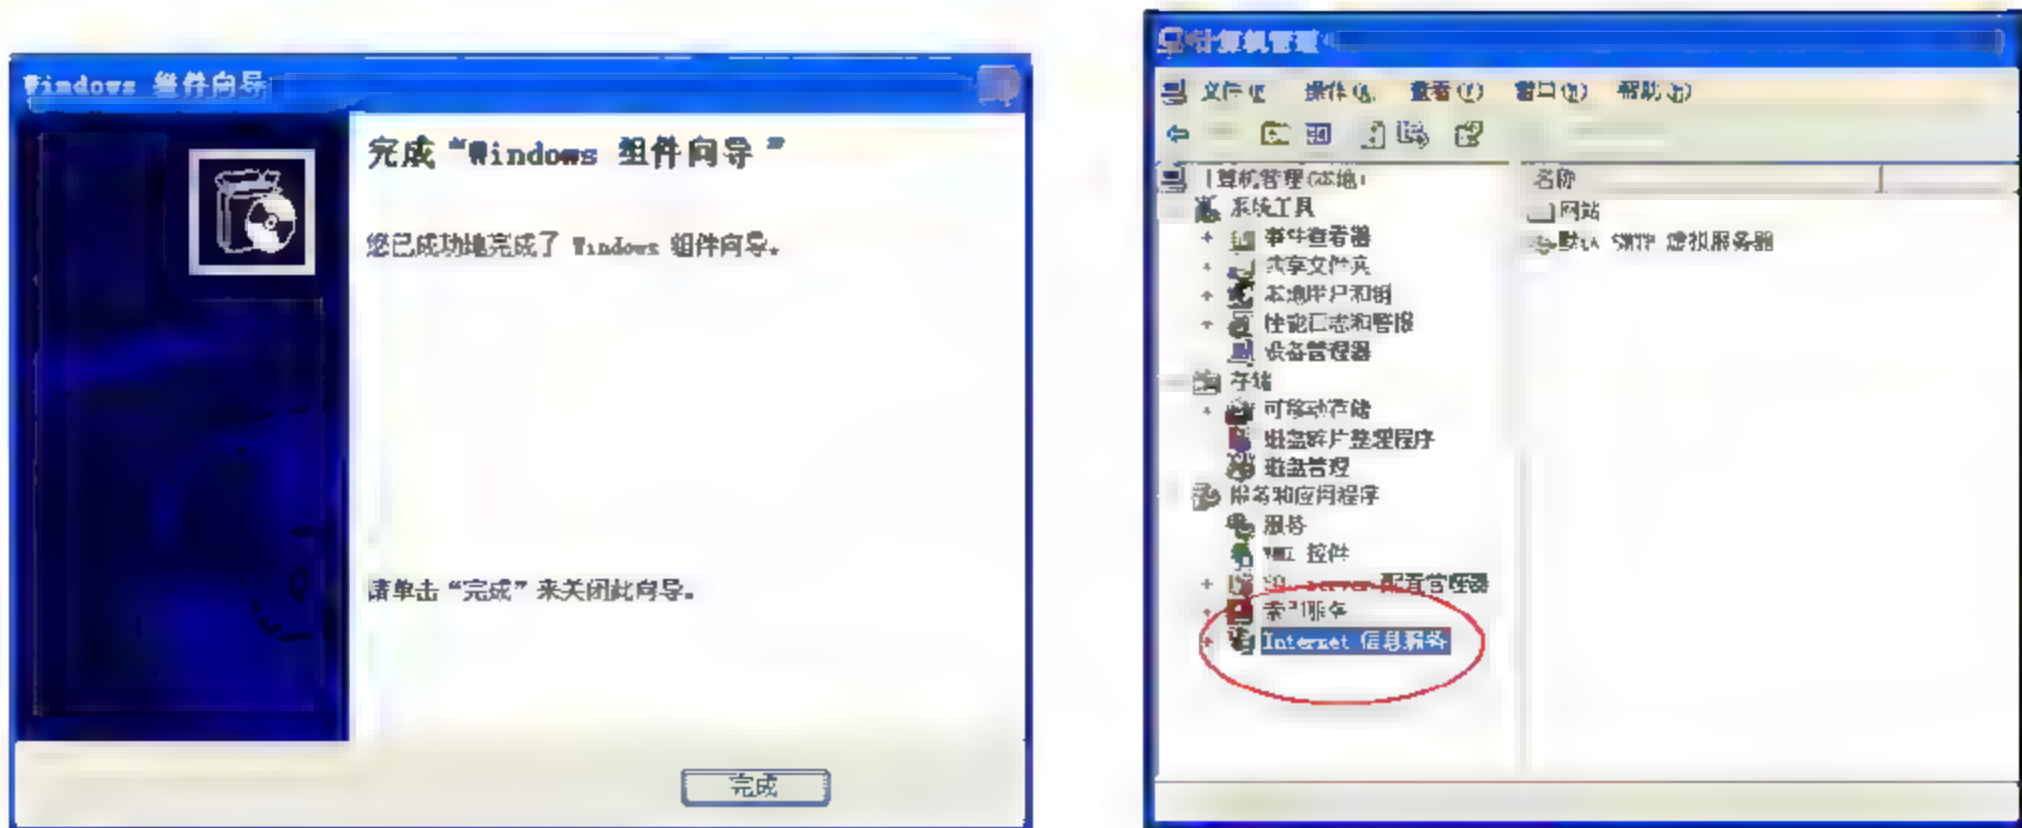 Windows 组件向导
完成“Windows 组件向导”
您已成功地完成了 Windows 组件向导。
请单击“完成”来关闭此向导。
完成
计算机管理
文件(F) 操作(A) 查看(V) 窗口(W) 帮助(H)
计算机管理(本地)
系统工具
事件查看器
共享文件夹
本地用户和组
性能日志和警报
设备管理器
存储
可移动存储
磁盘碎片整理程序
磁盘管理
服务和应用程序
服务
WMI 控件
SQL Server 配置管理器
索引服务
Internet 信息服务
名称
网站
默认 SMTP 虚拟服务器